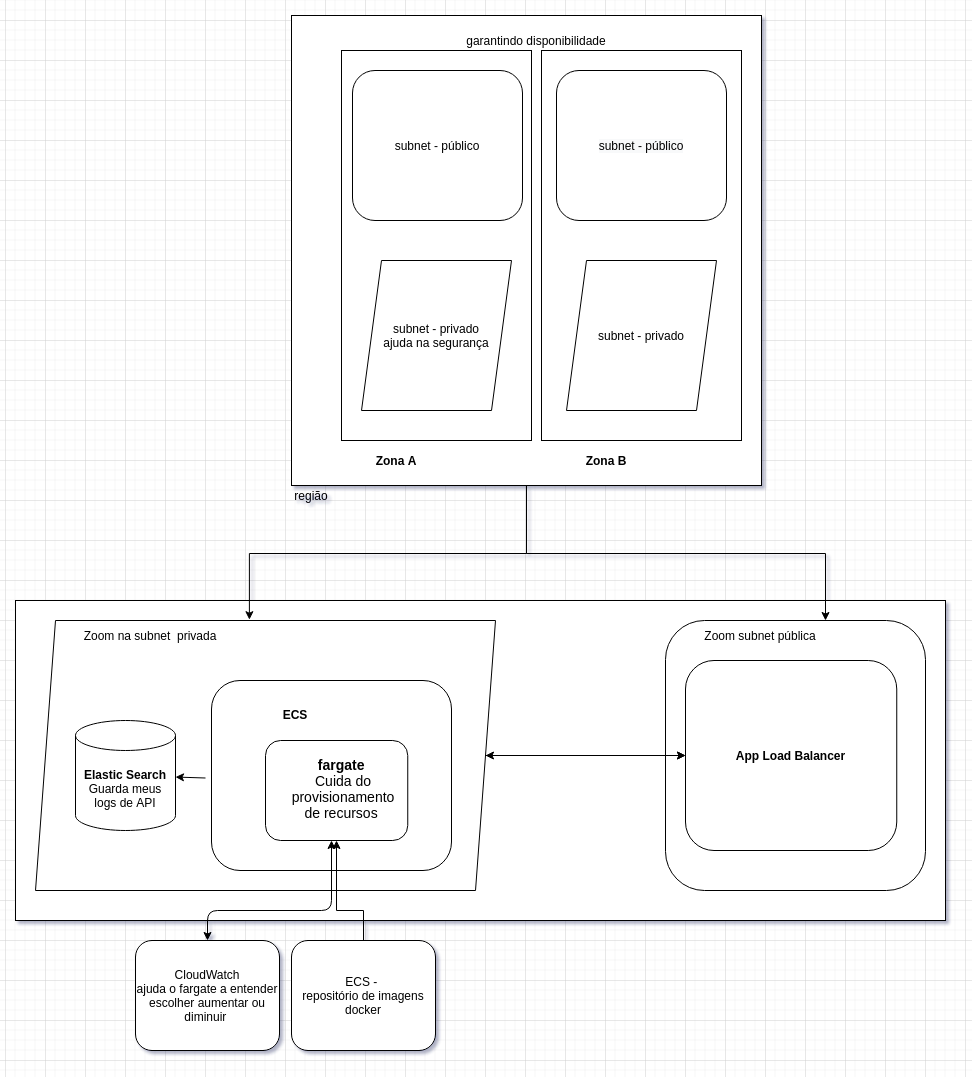 garantindo disponibilidade
subnet - público
subnet - público
subnet - privado
ajuda na segurança
subnet - privado
Zona A
Zona B
região
Zoom na subnet  privada
Zoom subnet pública
ECS
fargate
Cuida do
provisionamento
de recursos
Elastic Search
Guarda meus
logs de API
App Load Balancer
CloudWatch
ajuda o fargate a entender
escolher aumentar ou
diminuir
ECS -
repositório de imagens
docker